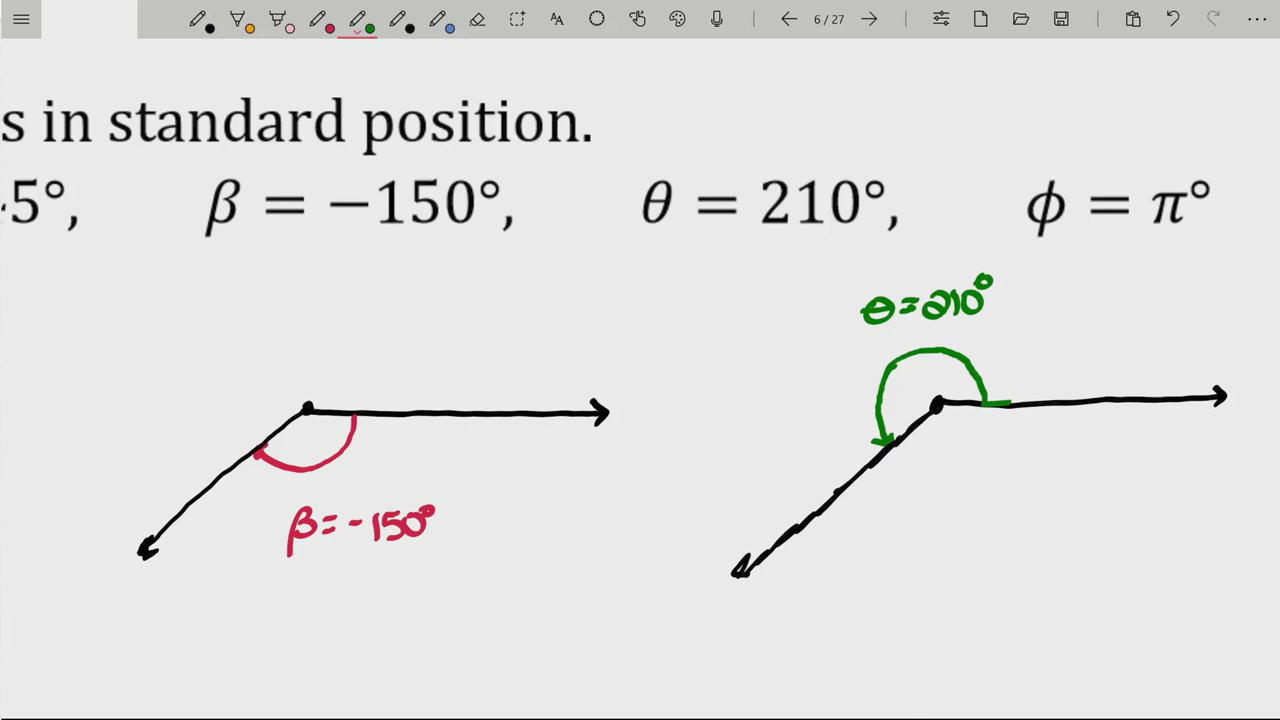 6 / 27
s in standard position.
5°, β = −150°, θ = 210°, ϕ = π°
θ = 210°
β = -150°